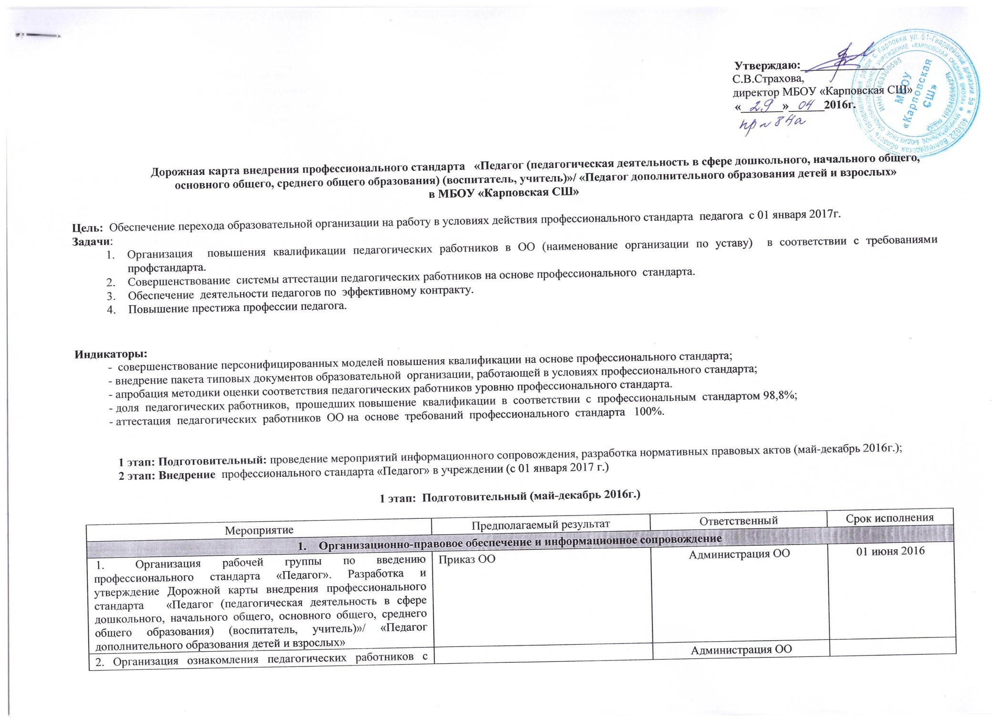 Утверждаю:
С.В.Страхова,
директор МБОУ «Карповская СШ»
« 29 » 04 2016г.
пр № 84а
МБОУ
«Карповская
СШ»
Дорожная карта внедрения профессионального стандарта «Педагог (педагогическая деятельность в сфере дошкольного, начального общего,
основного общего, среднего общего образования) (воспитатель, учитель)»/ «Педагог дополнительного образования детей и взрослых»
в МБОУ «Карповская СШ»
Цель: Обеспечение перехода образовательной организации на работу в условиях действия профессионального стандарта педагога с 01 января 2017г.
Задачи:
1. Организация повышения квалификации педагогических работников в ОО (наименование организации по уставу) в соответствии с требованиями
профстандарта.
2. Совершенствование системы аттестации педагогических работников на основе профессионального стандарта.
3. Обеспечение деятельности педагогов по эффективному контракту.
4. Повышение престижа профессии педагога.
Индикаторы:
- совершенствование персонифицированных моделей повышения квалификации на основе профессионального стандарта;
- внедрение пакета типовых документов образовательной организации, работающей в условиях профессионального стандарта;
- апробация методики оценки соответствия педагогических работников уровню профессионального стандарта.
- доля педагогических работников, прошедших повышение квалификации в соответствии с профессиональным стандартом 98,8%;
- аттестация педагогических работников ОО на основе требований профессионального стандарта 100%.
1 этап: Подготовительный: проведение мероприятий информационного сопровождения, разработка нормативных правовых актов (май-декабрь 2016г.);
2 этап: Внедрение профессионального стандарта «Педагог» в учреждении (с 01 января 2017 г.)
1 этап: Подготовительный (май-декабрь 2016г.)
Мероприятие Предполагаемый результат Ответственный Срок исполнения
1. Организационно-правовое обеспечение и информационное сопровождение
1. Организация рабочей группы по введению
профессионального стандарта «Педагог». Разработка и
утверждение Дорожной карты внедрения профессионального
стандарта «Педагог (педагогическая деятельность в сфере
дошкольного, начального общего, основного общего, среднего
общего образования) (воспитатель, учитель)»/ «Педагог
дополнительного образования детей и взрослых»
Приказ ОО
Администрация ОО
01 июня 2016
2. Организация ознакомления педагогических работников с
Администрация ОО